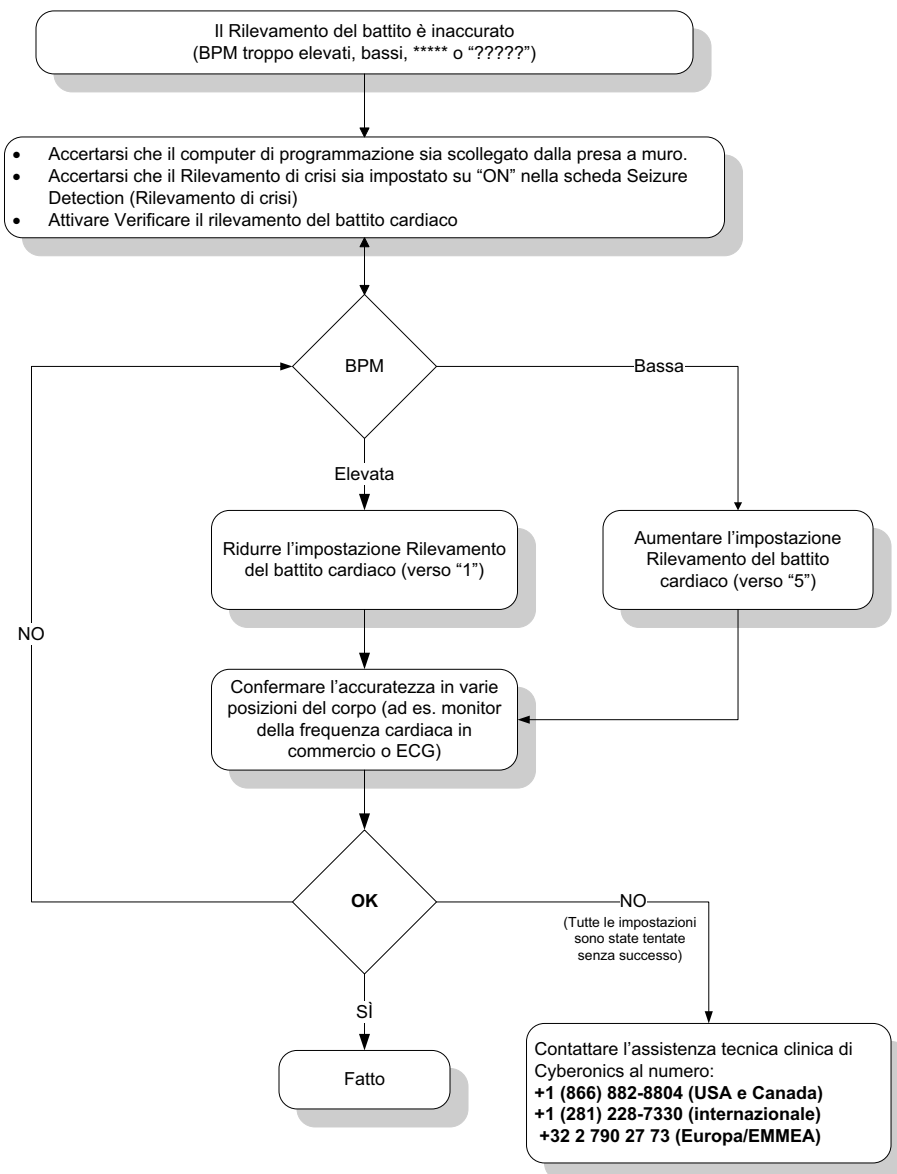 Il Rilevamento del battito è inaccurato
(BPM troppo elevati, bassi, ***** o “?????”)
• Accertarsi che il computer di programmazione sia scollegato dalla presa a muro.
• Accertarsi che il Rilevamento di crisi sia impostato su “ON” nella scheda Seizure
Detection (Rilevamento di crisi)
• Attivare Verificare il rilevamento del battito cardiaco
BPM
Bassa
Elevata
Ridurre l’impostazione Rilevamento
del battito cardiaco (verso “1”)
Aumentare l’impostazione
Rilevamento del battito
cardiaco (verso “5”)
NO
Confermare l’accuratezza in varie
posizioni del corpo (ad es. monitor
della frequenza cardiaca in
commercio o ECG)
OK
NO
(Tutte le impostazioni
sono state tentate
senza successo)
SÌ
Fatto
Contattare l’assistenza tecnica clinica di
Cyberonics al numero:
+1 (866) 882-8804 (USA e Canada)
+1 (281) 228-7330 (internazionale)
+32 2 790 27 73 (Europa/EMMEA)